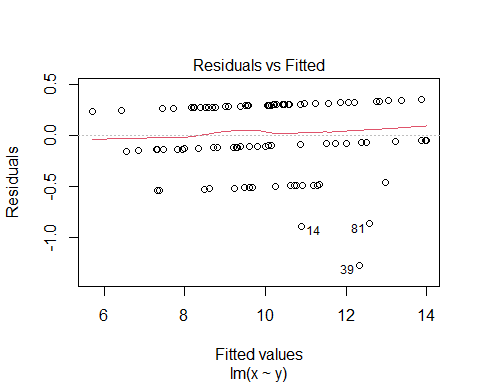 Residuals vs Fitted
Residuals
0.5
0.0
-0.5
-1.0
14
81
39
6 8 10 12 14
Fitted values
lm(x ~ y)